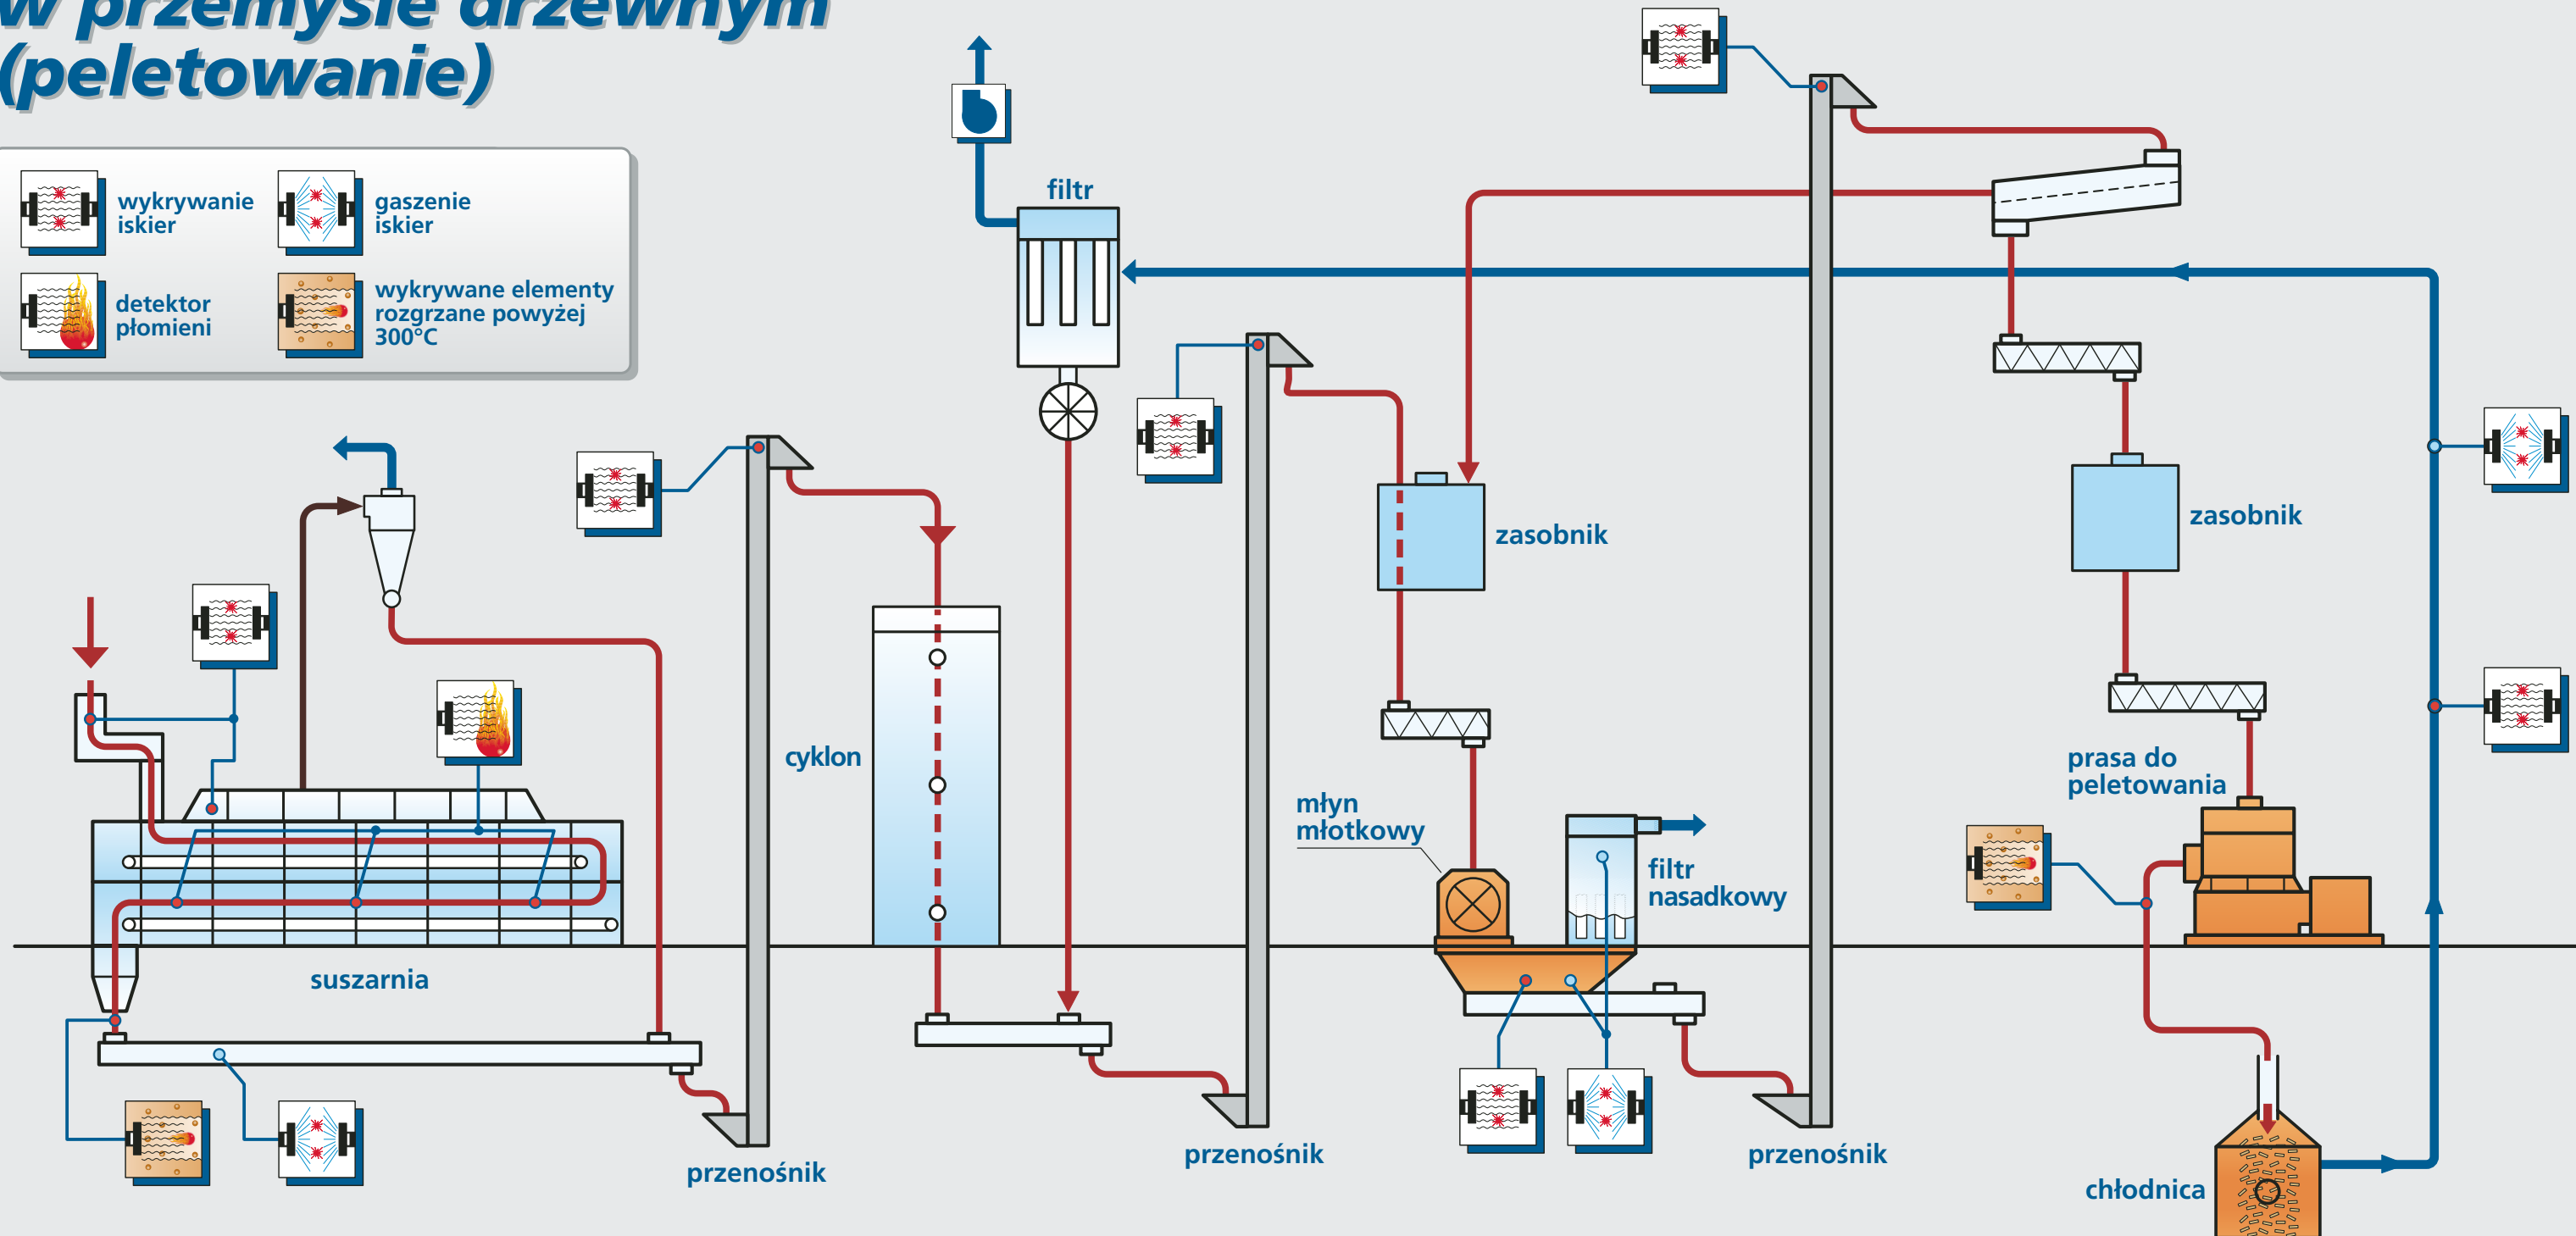 w przemyśle drzewnym
(peletowanie)
wykrywanie
iskier
gaszenie
iskier
detektor
płomieni
wykrywane elementy
rozgrzane powyżej
300°C
filtr
zasobnik
zasobnik
cyklon
prasa do
peletowania
młyn
młotkowy
filtr
nasadkowy
suszarnia
przenośnik
przenośnik
przenośnik
chłodnica